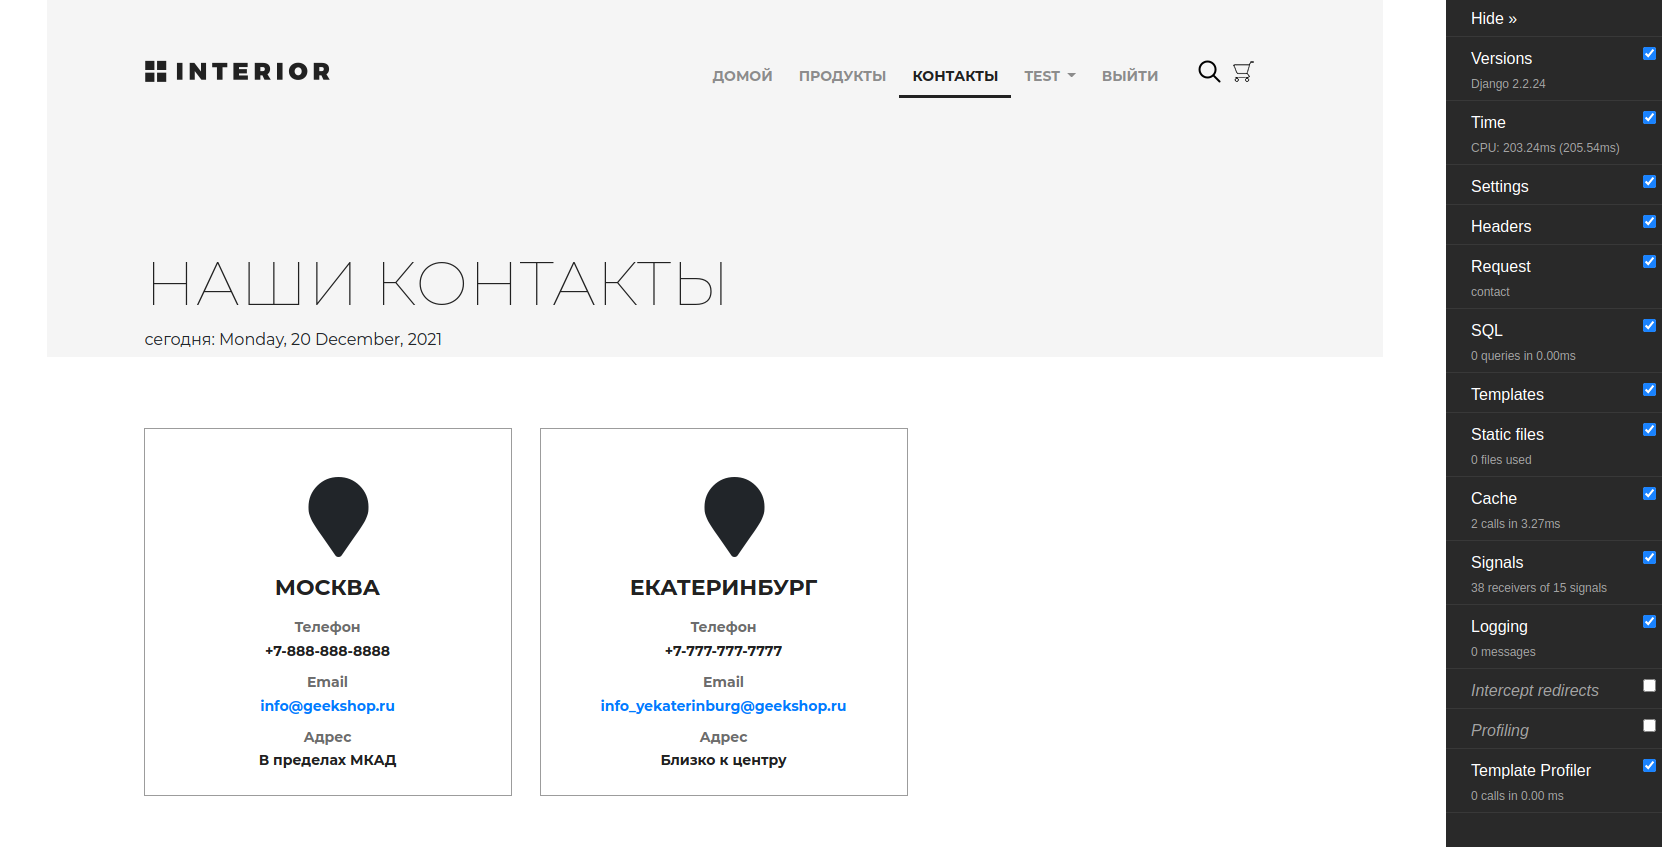 INTERIOR
ДОМОЙ ПРОДУКТЫ КОНТАКТЫ TEST ВЫЙТИ
НАШИ КОНТАКТЫ
сегодня: Monday, 20 December, 2021
МОСКВА
Телефон
+7-888-888-8888
Email
info@geekshop.ru
Адрес
В пределах МКАД
ЕКАТЕРИНБУРГ
Телефон
+7-777-777-7777
Email
info_yekaterinburg@geekshop.ru
Адрес
Близко к центру
Hide »
Versions
Django 2.2.24
Time
CPU: 203.24ms (205.54ms)
Settings
Headers
Request
contact
SQL
0 queries in 0.00ms
Templates
Static files
0 files used
Cache
2 calls in 3.27ms
Signals
38 receivers of 15 signals
Logging
0 messages
Intercept redirects
Profiling
Template Profiler
0 calls in 0.00 ms